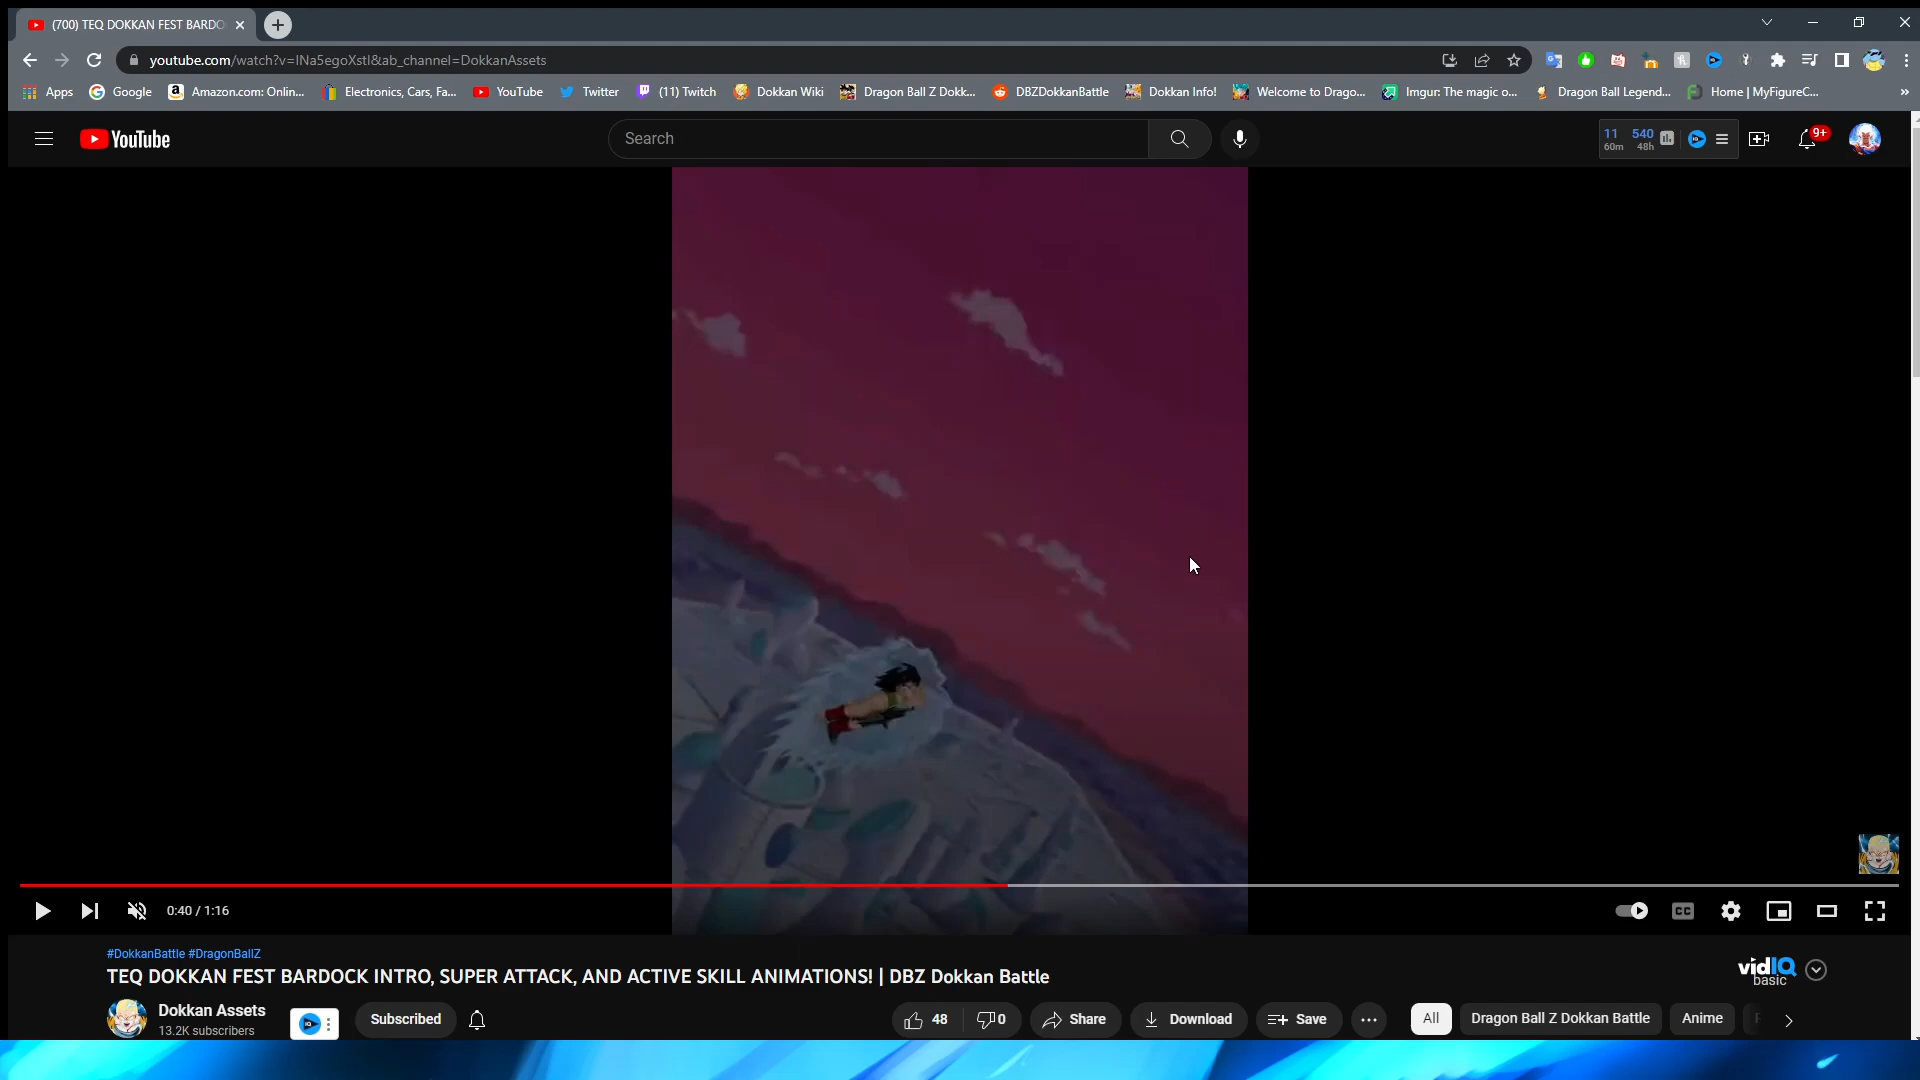 (700) TEQ DOKKAN FEST BARDO
youtube.com/watch?v=INa5egoXstI&ab_channel=DokkanAssets
Apps Google Amazon.com: Onlin... Electronics, Cars, Fa... YouTube Twitter (11) Twitch Dokkan Wiki Dragon Ball Z Dokk... DBZDokkanBattle Dokkan Info! Welcome to Drago... Imgur: The magic o... Dragon Ball Legend... Home | MyFigureC... »
YouTube Search 11 540 9+
60m 48h
0:40 / 1:16 CC
#DokkanBattle #DragonBallZ
TEQ DOKKAN FEST BARDOCK INTRO, SUPER ATTACK, AND ACTIVE SKILL ANIMATIONS! | DBZ Dokkan Battle
vidIQ
basic
Dokkan Assets
13.2K subscribers
Subscribed 48 0 Share Download Save ... All Dragon Ball Z Dokkan Battle Anime